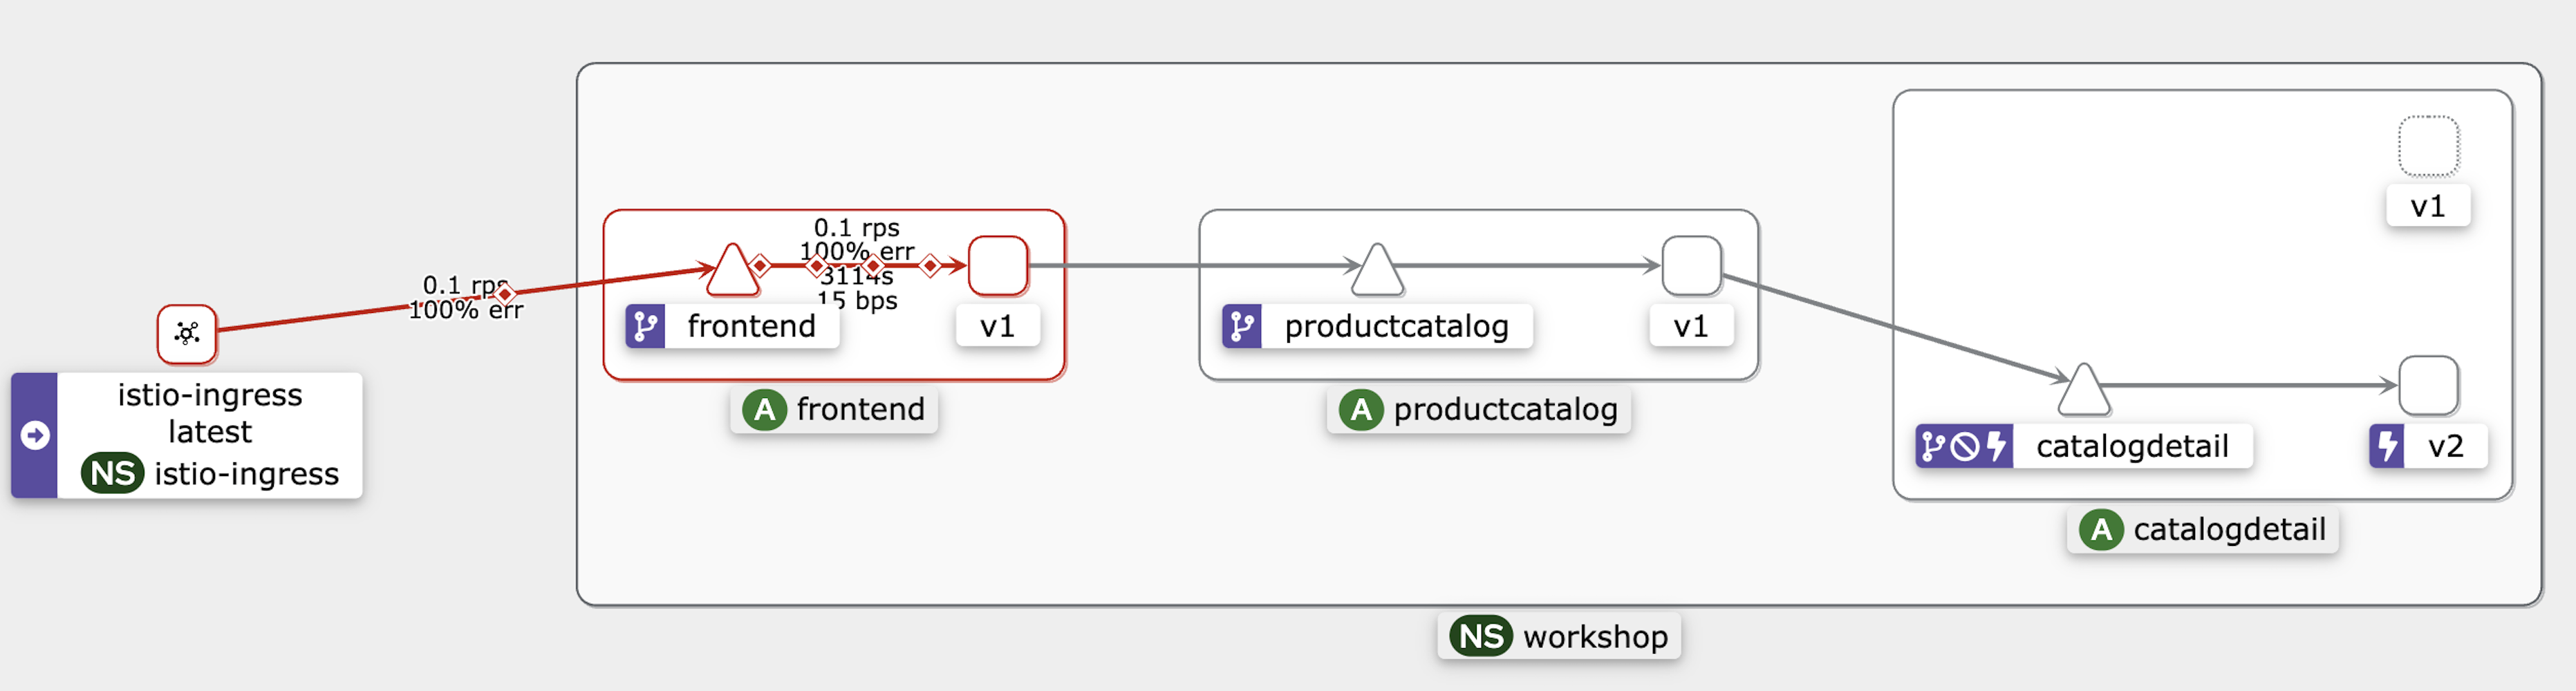 0.1 rps
100% err
istio-ingress
latest
NS istio-ingress
0.1 rps
100% err
3114s
15 bps
frontend
v1
A frontend
productcatalog
v1
A productcatalog
v1
catalogdetail
v2
A catalogdetail
NS workshop